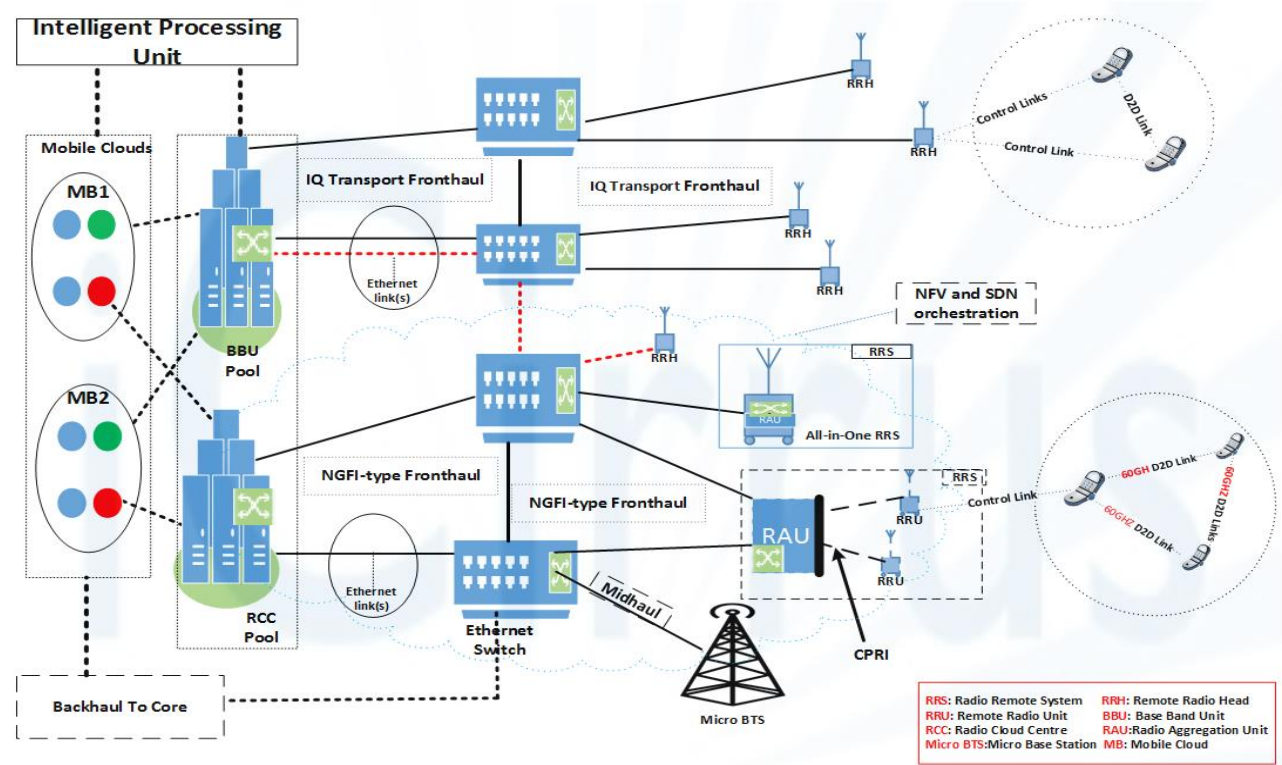 Intelligent Processing
Unit
Mobile Clouds
MB1
MB2
BBU
Pool
RCC
Pool
Backhaul To Core
IQ Transport Fronthaul
IQ Transport Fronthaul
Ethernet
link(s)
RRH
RRH
RRH
RRH
RRH
Control Links
D2D Link
Control Link
NFV and SDN
orchestration
RRS
RAU
All-in-One RRS
NGFI-type Fronthaul
NGFI-type Fronthaul
Ethernet
link(s)
Ethernet
Switch
Midhaul
Micro BTS
RAU
RRS
RRU
RRU
CPRI
Control Link
60GH D2D Link
60GHZ D2D Links
60GHZ D2D Link
RRS: Radio Remote System RRH: Remote Radio Head
RRU: Remote Radio Unit BBU: Base Band Unit
RCC: Radio Cloud Centre RAU:Radio Aggregation Unit
Micro BTS:Micro Base Station MB: Mobile Cloud